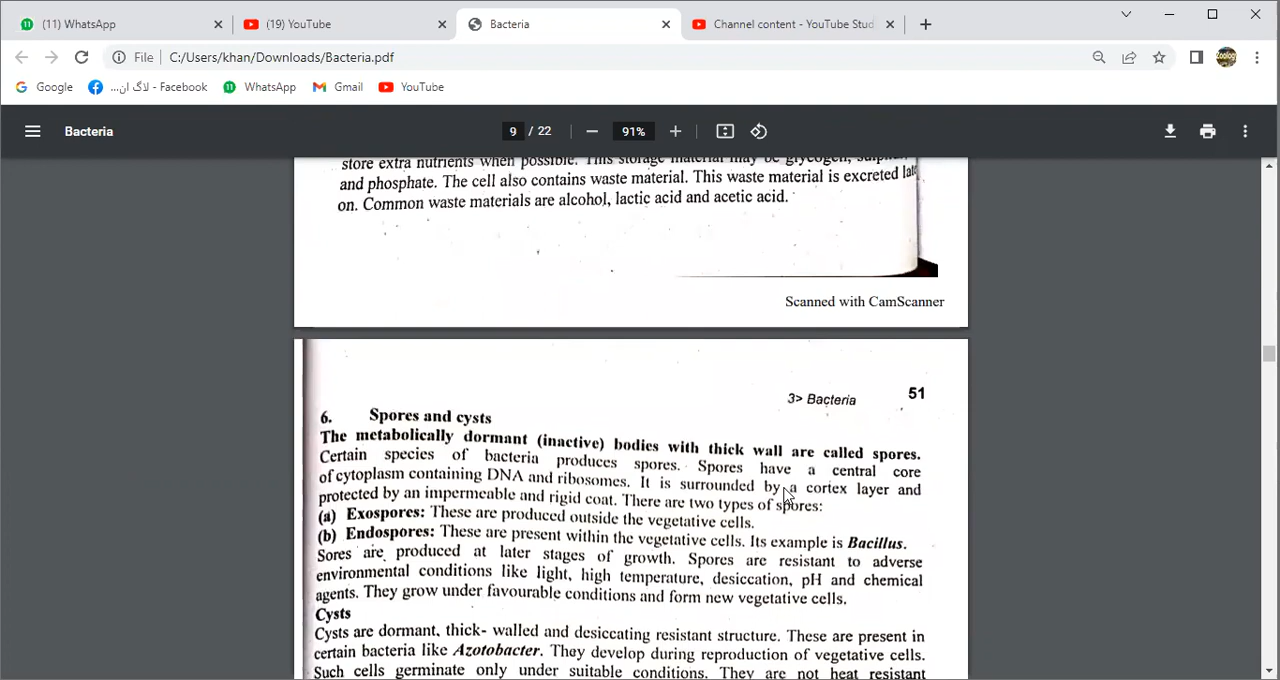 (11) WhatsApp
(19) YouTube
Bacteria
Channel content - YouTube Stud
File
C:/Users/khan/Downloads/Bacteria.pdf
Google
Facebook - لاگ ان...
WhatsApp
Gmail
YouTube
Bacteria
9 / 22
91%
store extra nutrients when possible. This storage material may be glycogen, sulphur
and phosphate. The cell also contains waste material. This waste material is excreted late
on. Common waste materials are alcohol, lactic acid and acetic acid.
Scanned with CamScanner
3> Bacteria 51
6. Spores and cysts
The metabolically dormant (inactive) bodies with thick wall are called spores.
Certain species of bacteria produces spores. Spores have a central core
of cytoplasm containing DNA and ribosomes. It is surrounded by a cortex layer and
protected by an impermeable and rigid coat. There are two types of spores:
(a) Exospores: These are produced outside the vegetative cells.
(b) Endospores: These are present within the vegetative cells. Its example is Bacillus.
Sores are produced at later stages of growth. Spores are resistant to adverse
environmental conditions like light, high temperature, desiccation, pH and chemical
agents. They grow under favourable conditions and form new vegetative cells.
Cysts
Cysts are dormant, thick- walled and desiccating resistant structure. These are present in
certain bacteria like Azotobacter. They develop during reproduction of vegetative cells.
Such cells germinate only under suitable conditions. They are not heat resistant